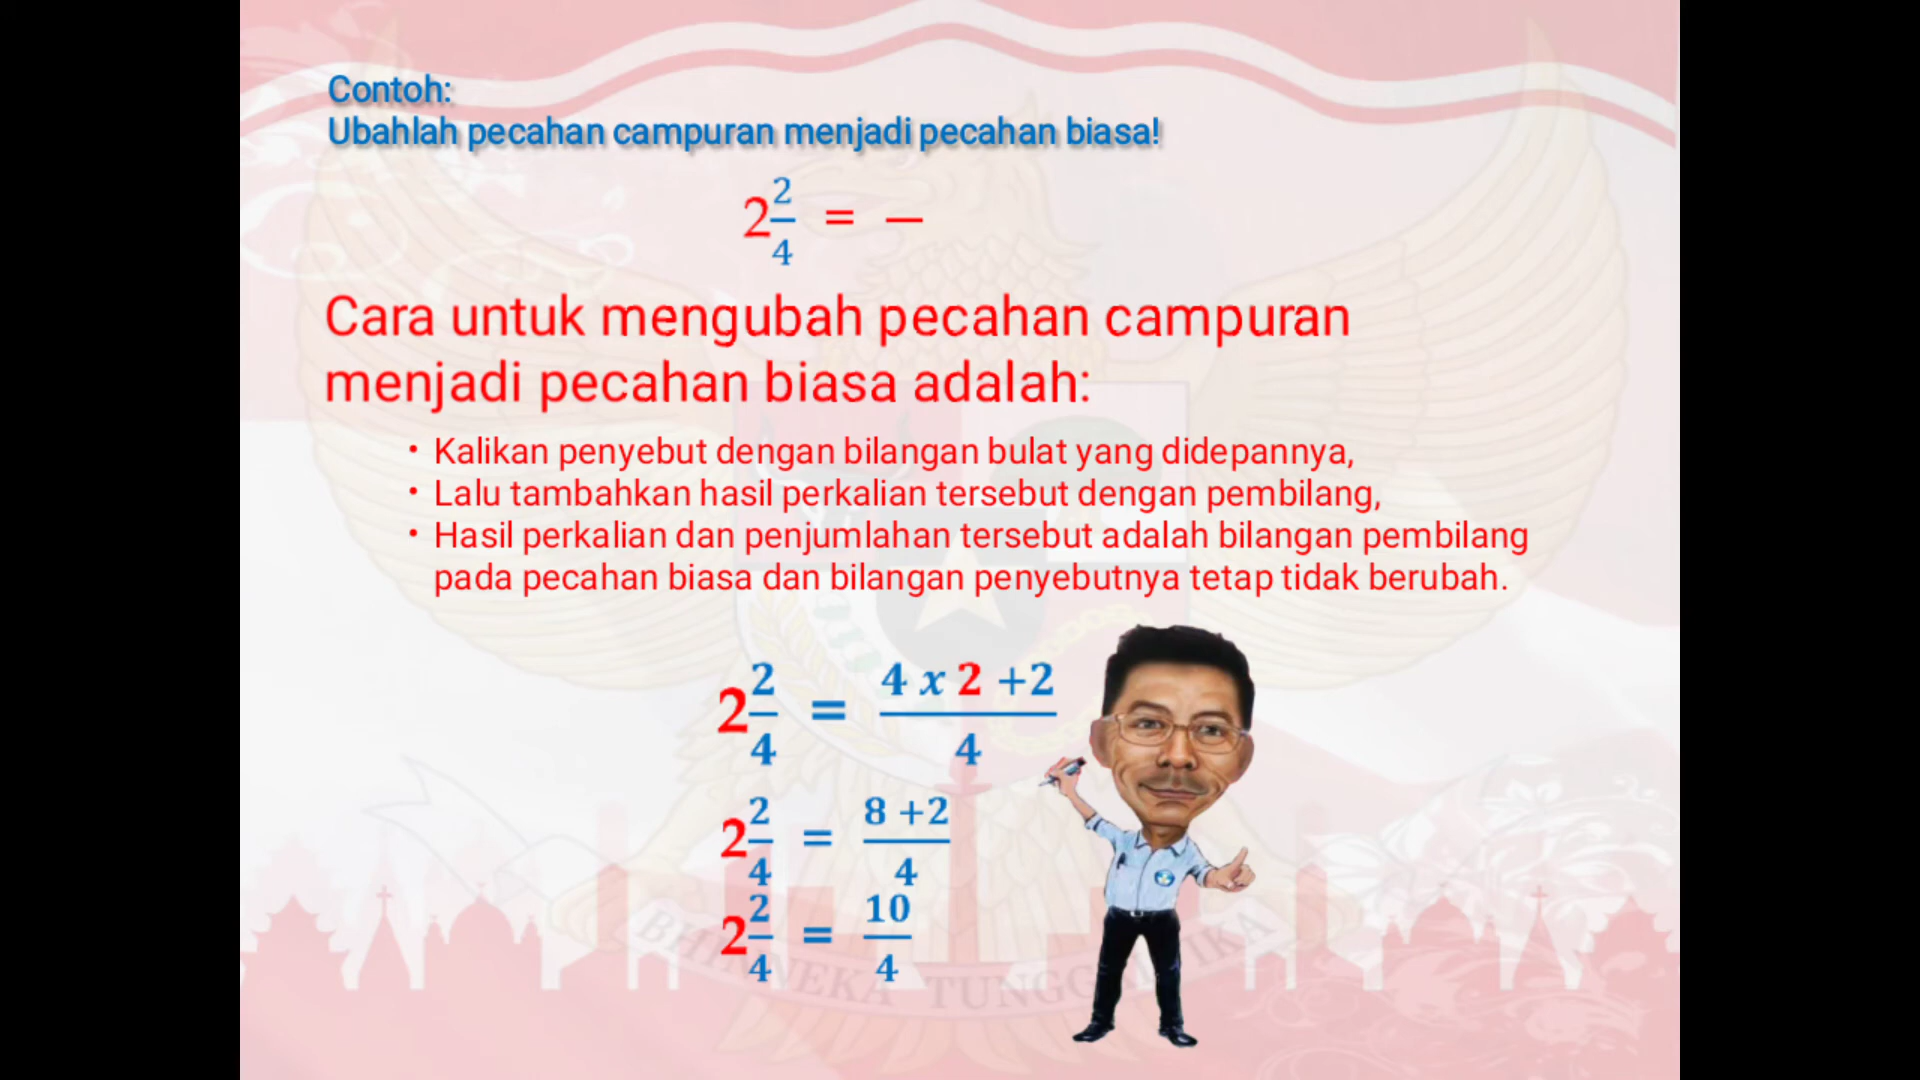 Contoh:
Ubahlah pecahan campuran menjadi pecahan biasa!
2 2/4 = —
Cara untuk mengubah pecahan campuran
menjadi pecahan biasa adalah:
• Kalikan penyebut dengan bilangan bulat yang didepannya,
• Lalu tambahkan hasil perkalian tersebut dengan pembilang,
• Hasil perkalian dan penjumlahan tersebut adalah bilangan pembilang
pada pecahan biasa dan bilangan penyebutnya tetap tidak berubah.
2 2/4 = (4 x 2 +2)/4
2 2/4 = (8 +2)/4
2 2/4 = 10/4
BHINNEKA TUNGGAL IKA